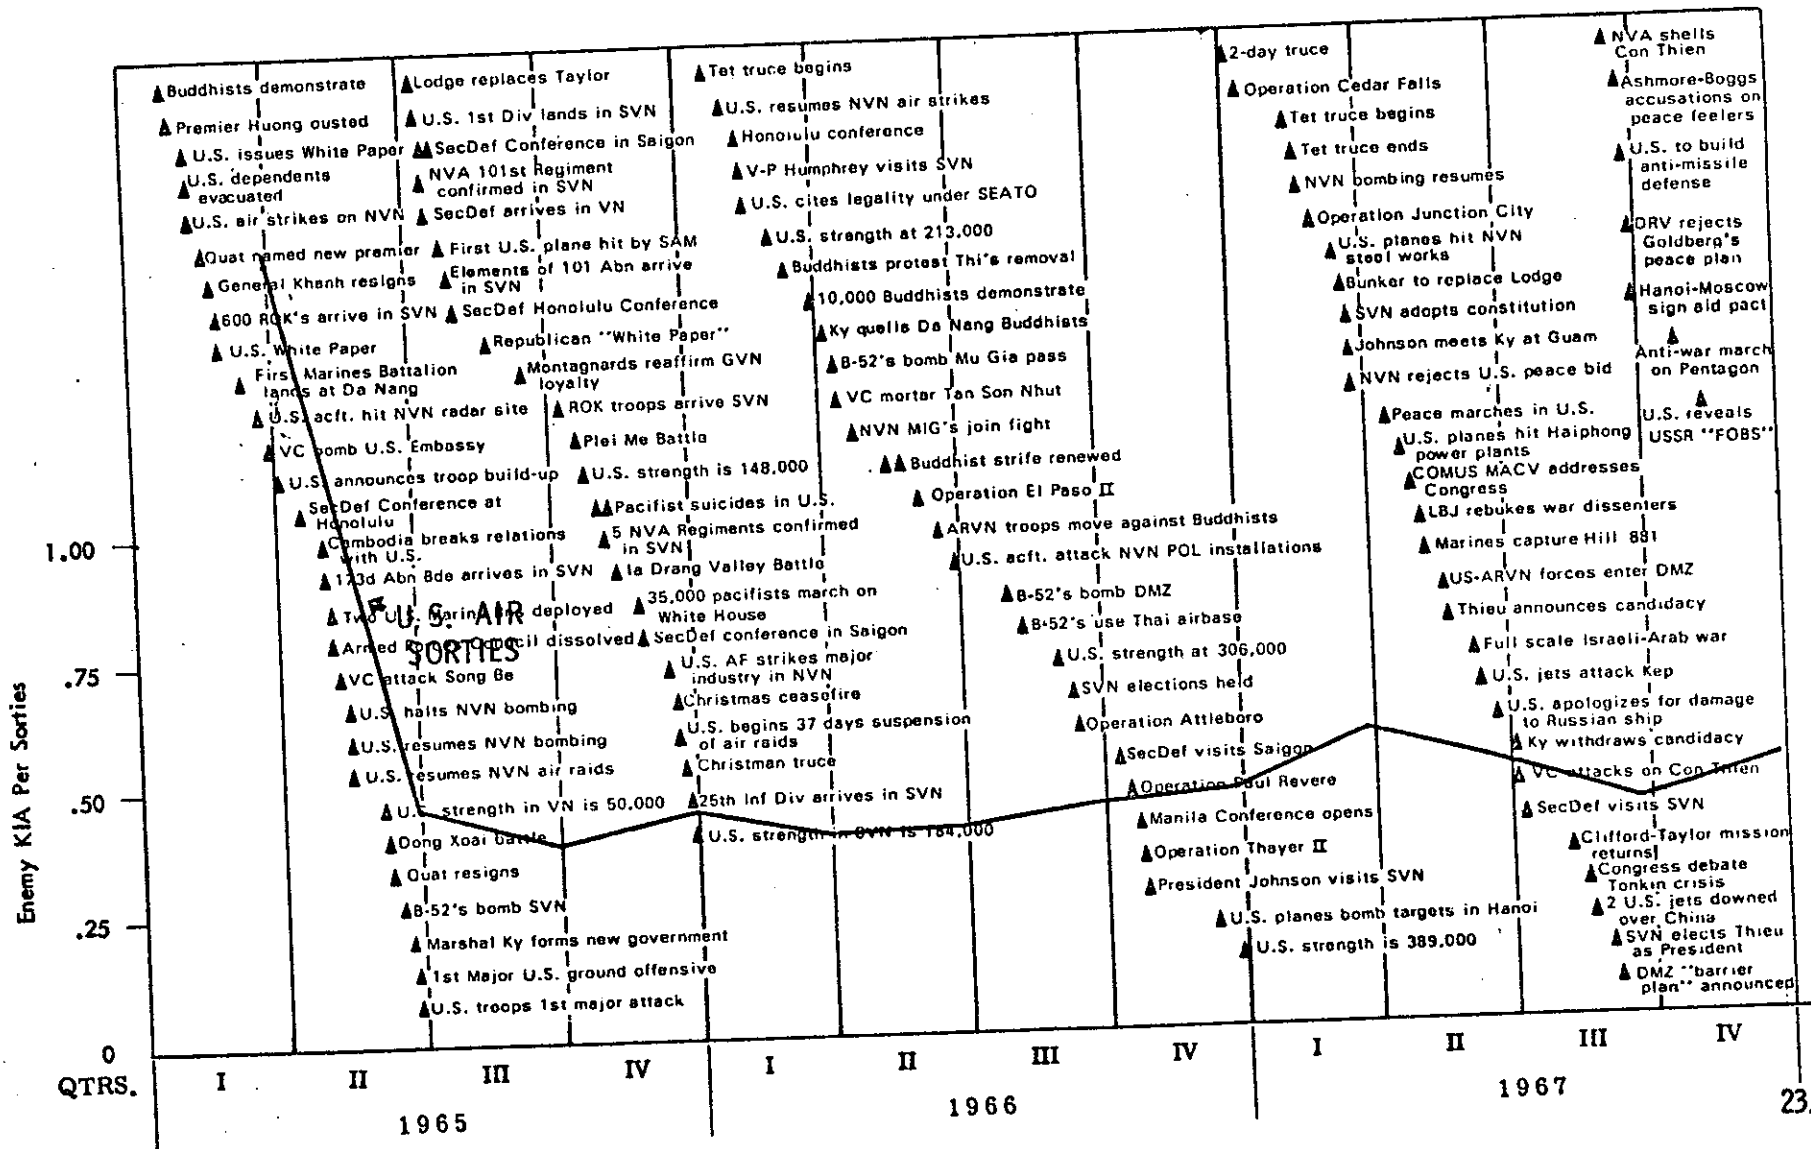 Buddhists demonstrate
Premier Huong ousted
U.S. issues White Paper
U.S. dependents
evacuated
U.S. air strikes on NVN
Quat named new premier
General Khanh resigns
600 ROK's arrive in SVN
U.S. White Paper
First Marines Battalion
lands at Da Nang
U.S. acft. hit NVN radar site
VC bomb U.S. Embassy
U.S. announces troop build-up
SecDef Conference at
Honolulu
Cambodia breaks relations
with U.S.
173d Abn Bde arrives in SVN
Two U.S. Marine deployed
Armed Forces Council dissolved
VC attack Song Be
U.S. halts NVN bombing
U.S. resumes NVN bombing
U.S. resumes NVN air raids
U.S. strength in VN is 50,000
Dong Xoai battle
Quat resigns
B-52's bomb SVN
Marshal Ky forms new government
1st Major U.S. ground offensive
U.S. troops 1st major attack
U.S. AIR
SORTIES
Lodge replaces Taylor
U.S. 1st Div lands in SVN
SecDef Conference in Saigon
NVA 101st Regiment
confirmed in SVN
SecDef arrives in VN
First U.S. plane hit by SAM
Elements of 101 Abn arrive
in SVN
SecDef Honolulu Conference
Republican "White Paper"
Montagnards reaffirm GVN
loyalty
ROK troops arrive SVN
Plei Me Battle
U.S. strength is 148,000
Pacifist suicides in U.S.
5 NVA Regiments confirmed
in SVN
Ia Drang Valley Battle
35,000 pacifists march on
White House
SecDef conference in Saigon
U.S. AF strikes major
industry in NVN
Christmas ceasefire
U.S. begins 37 days suspension
of air raids
Christman truce
25th Inf Div arrives in SVN
U.S. strength in SVN is 184,000
Tet truce begins
U.S. resumes NVN air strikes
Honolulu conference
V-P Humphrey visits SVN
U.S. cites legality under SEATO
U.S. strength at 213,000
Buddhists protest Thi's removal
10,000 Buddhists demonstrate
Ky quells Da Nang Buddhists
B-52's bomb Mu Gia pass
VC mortar Tan Son Nhut
NVN MIG's join fight
Buddhist strife renewed
Operation El Paso II
ARVN troops move against Buddhists
U.S. acft. attack NVN POL installations
B-52's bomb DMZ
B-52's use Thai airbase
U.S. strength at 306,000
SVN elections held
Operation Attleboro
SecDef visits Saigon
Operation Paul Revere
Manila Conference opens
Operation Thayer II
President Johnson visits SVN
U.S. planes bomb targets in Hanoi
U.S. strength is 389,000
2-day truce
Operation Cedar Falls
Tet truce begins
Tet truce ends
NVN bombing resumes
Operation Junction City
U.S. planes hit NVN
steel works
Bunker to replace Lodge
SVN adopts constitution
Johnson meets Ky at Guam
NVN rejects U.S. peace bid
Peace marches in U.S.
U.S. planes hit Haiphong
power plants
COMUS MACV addresses
Congress
LBJ rebukes war dissenters
Marines capture Hill 881
US-ARVN forces enter DMZ
Thieu announces candidacy
Full scale Israeli-Arab war
U.S. jets attack Kep
U.S. apologizes for damage
to Russian ship
Ky withdraws candidacy
VC attacks on Con Thien
SecDef visits SVN
Clifford-Taylor mission
returns
Congress debate
Tonkin crisis
2 U.S. jets downed
over China
SVN elects Thieu
as President
DMZ "barrier
plan" announced
NVA shells
Con Thien
Ashmore-Boggs
accusations on
peace feelers
U.S. to build
anti-missile
defense
DRV rejects
Goldberg's
peace plan
Hanoi-Moscow
sign aid pact
Anti-war march
on Pentagon
U.S. reveals
USSR "FOBS"
Enemy KIA Per Sorties
1.00
.75
.50
.25
0
QTRS.
I
II
III
IV
I
II
III
IV
I
II
III
IV
1965
1966
1967
23.